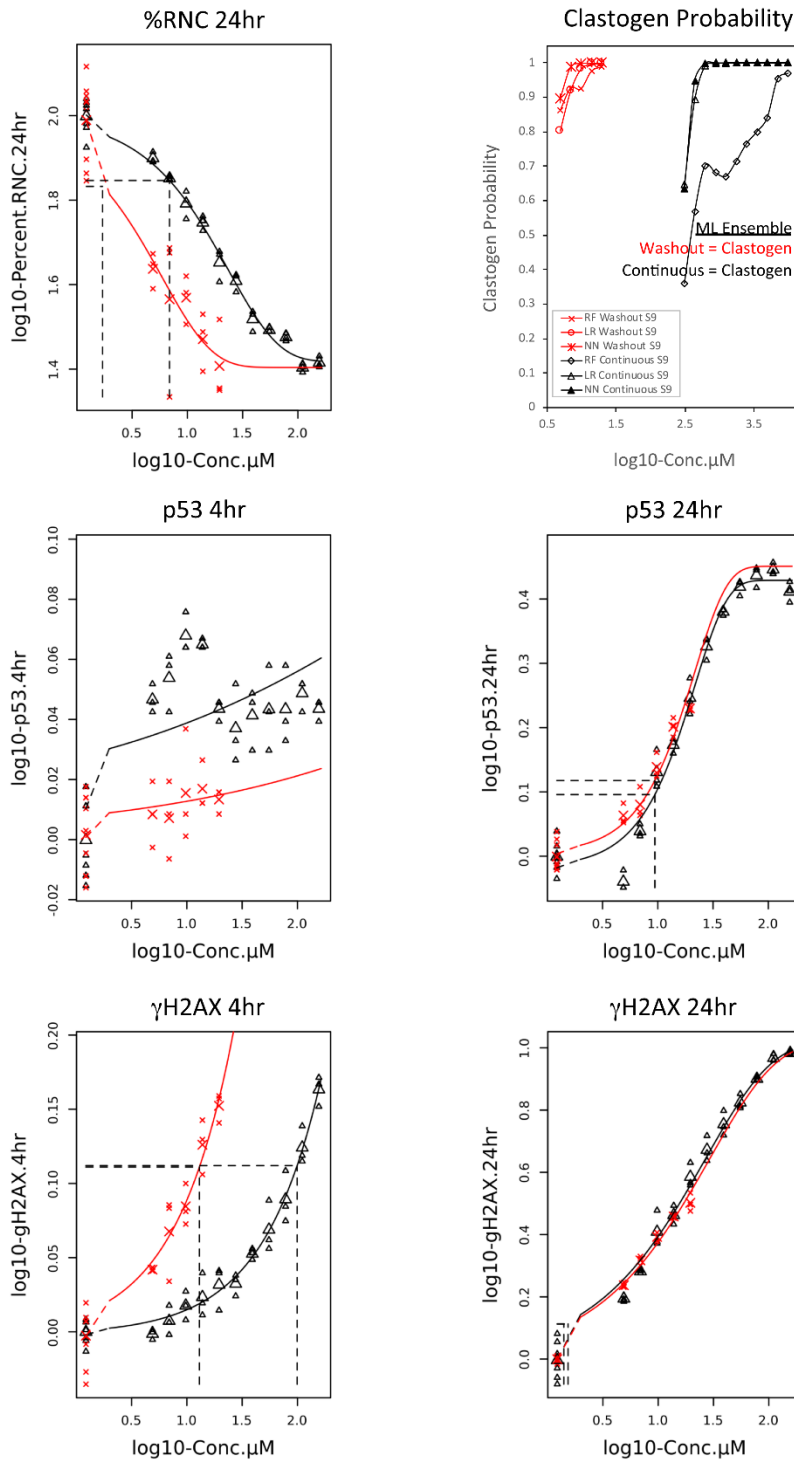 %RNC 24hr
log10-Percent.RNC.24hr
2.0
1.8
1.6
1.4
0.5 1.0 1.5 2.0
log10-Conc.µM
Clastogen Probability
Clastogen Probability
1
0.9
0.8
0.7
0.6
0.5
0.4
0.3
0.2
0.1
0
ML Ensemble
Washout = Clastogen
Continuous = Clastogen
RF Washout S9
LR Washout S9
NN Washout S9
RF Continuous S9
LR Continuous S9
NN Continuous S9
0.5 1.5 2.5 3.5
log10-Conc.µM
p53 4hr
log10-p53.4hr
0.10
0.08
0.06
0.04
0.02
0.00
-0.02
0.5 1.0 1.5 2.0
log10-Conc.µM
p53 24hr
log10-p53.24hr
0.4
0.3
0.2
0.1
0.0
0.5 1.0 1.5 2.0
log10-Conc.µM
γH2AX 4hr
log10-gH2AX.4hr
0.20
0.15
0.10
0.05
0.00
0.5 1.0 1.5 2.0
log10-Conc.µM
γH2AX 24hr
log10-gH2AX.24hr
1.0
0.8
0.6
0.4
0.2
0.0
0.5 1.0 1.5 2.0
log10-Conc.µM